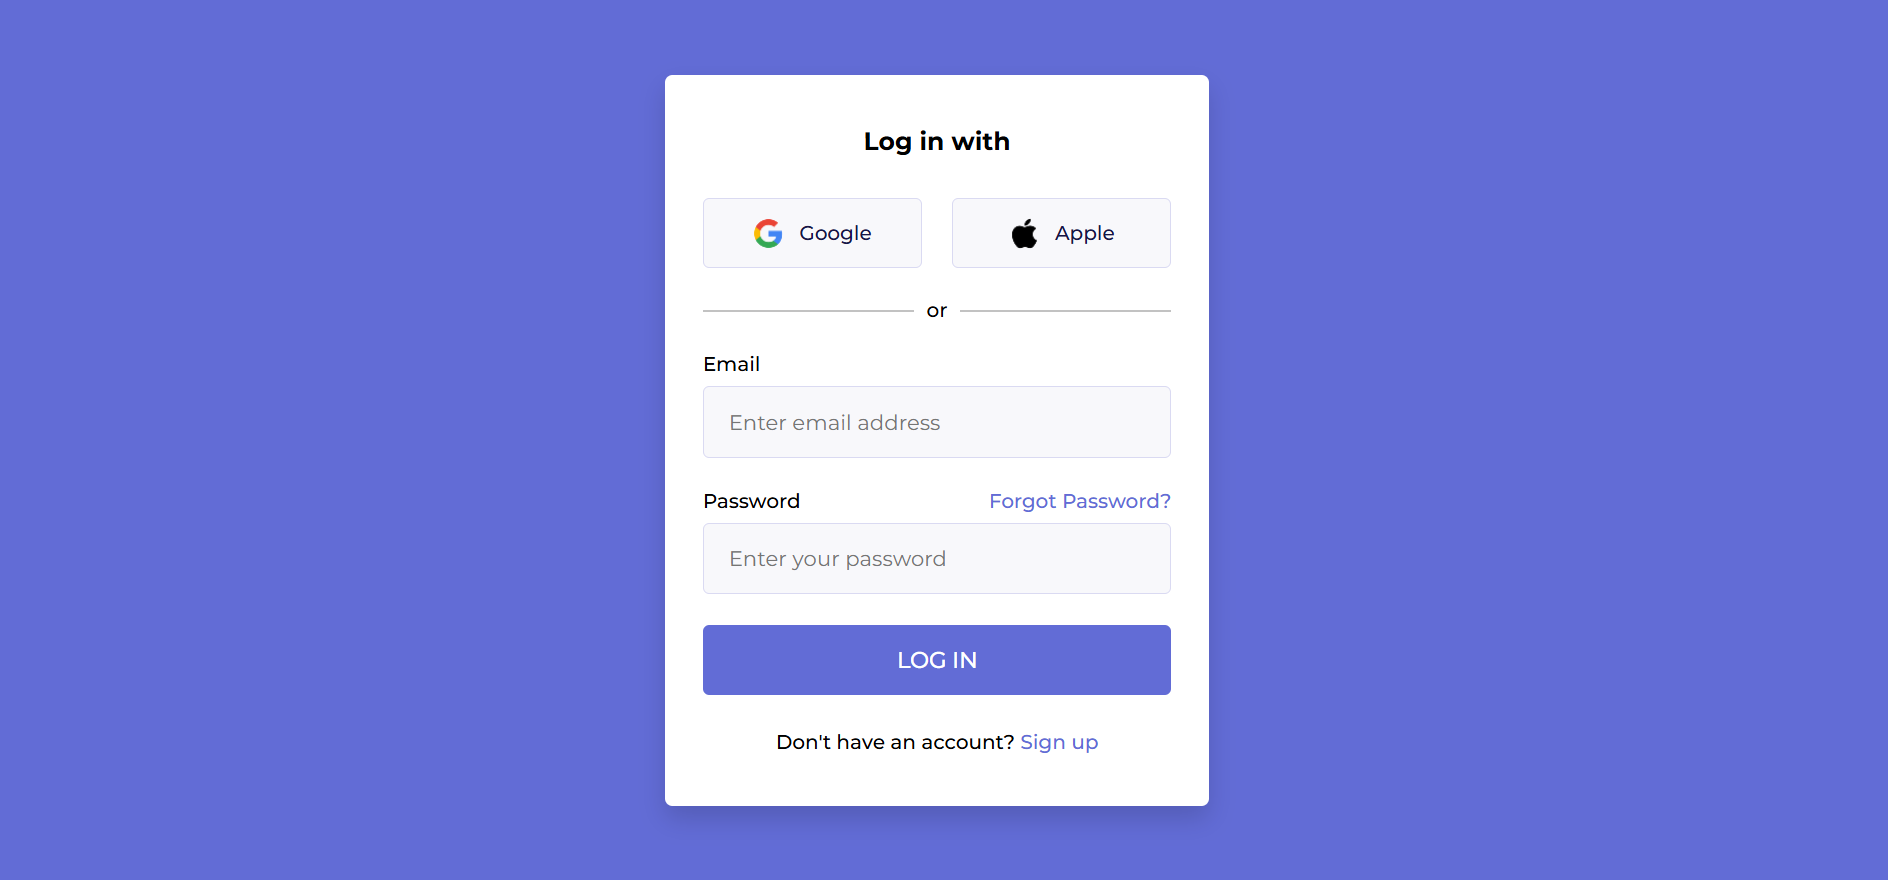 Log in with
Google Apple
or
Email
Enter email address
Password Forgot Password?
Enter your password
LOG IN
Don't have an account? Sign up